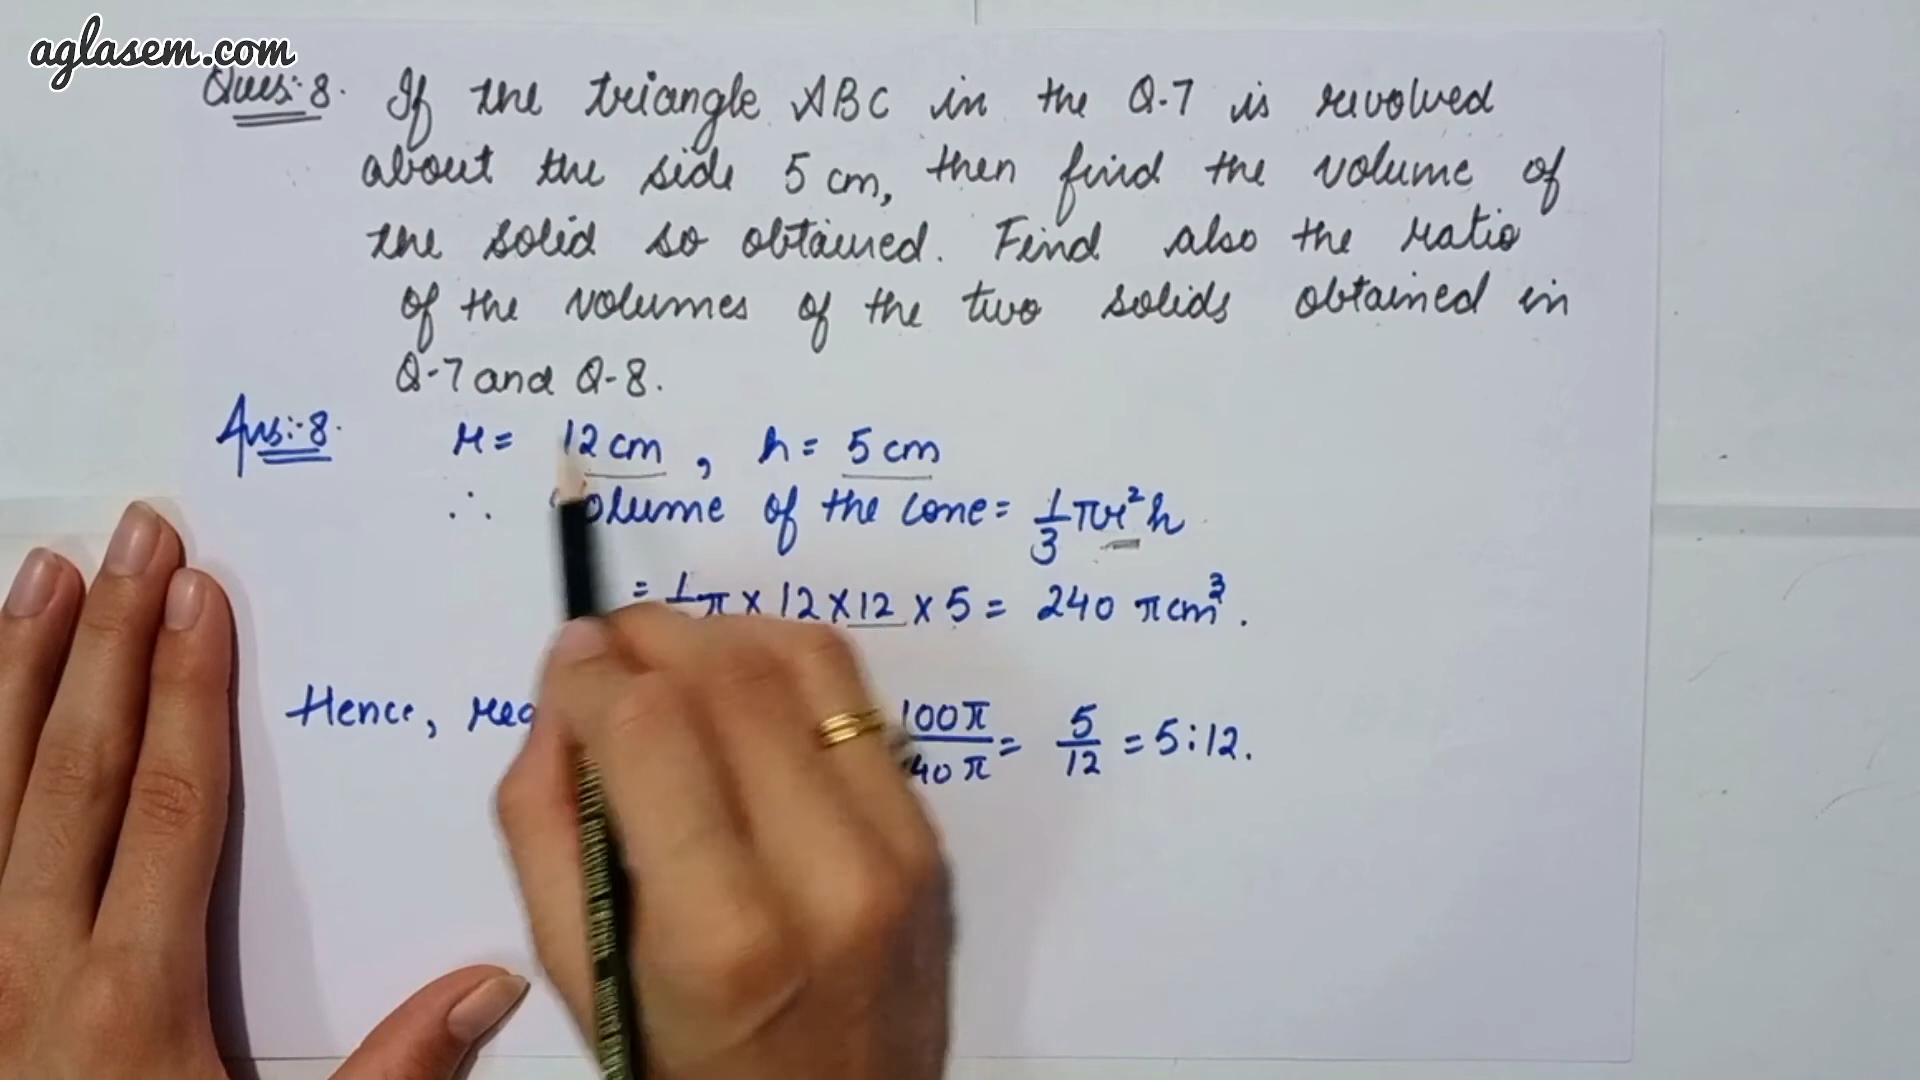 aglasem.com
Ques:-8. If the triangle ABC in the Q-7 is revolved
about the side 5 cm, then find the volume of
the solid so obtained. Find also the ratio
of the volumes of the two solids obtained in
Q-7 and Q-8.
Ans:-8. r = 12 cm, h = 5 cm
∴ Volume of the cone = 1/3 πr²h
= 1/ π × 12 × 12 × 5 = 240 π cm³.
Hence, 100π/40π = 5/12 = 5:12.